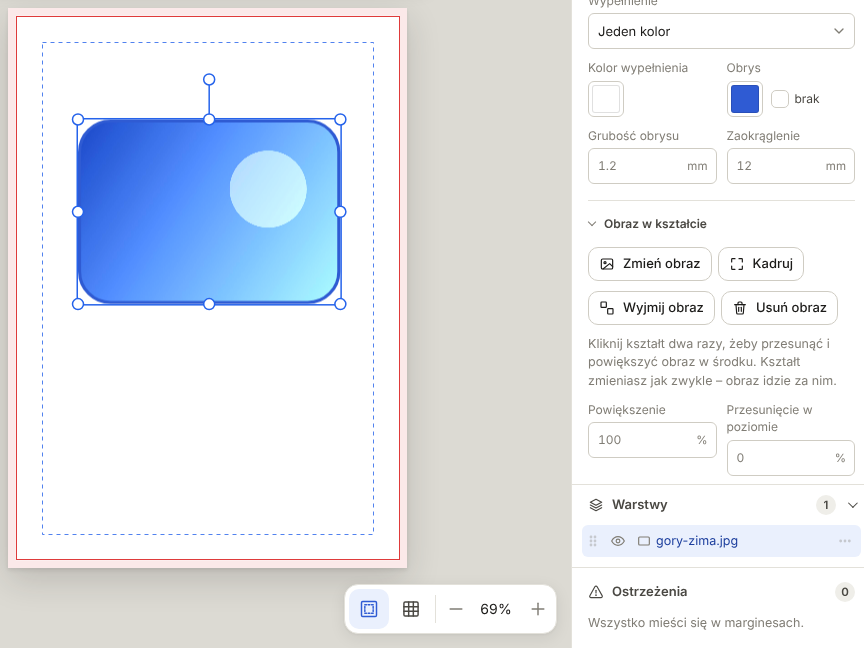 Wypełnienie
Jeden kolor
Kolor wypełnienia
Obrys
brak
Grubość obrysu
Zaokrąglenie
1.2 mm
12 mm
Obraz w kształcie
Zmień obraz
Kadruj
Wyjmij obraz
Usuń obraz
Kliknij kształt dwa razy, żeby przesunąć i
powiększyć obraz w środku. Kształt
zmieniasz jak zwykle – obraz idzie za nim.
Powiększenie
Przesunięcie w
poziomie
100 %
0 %
Warstwy 1
gory-zima.jpg
Ostrzeżenia 0
Wszystko mieści się w marginesach.
69%